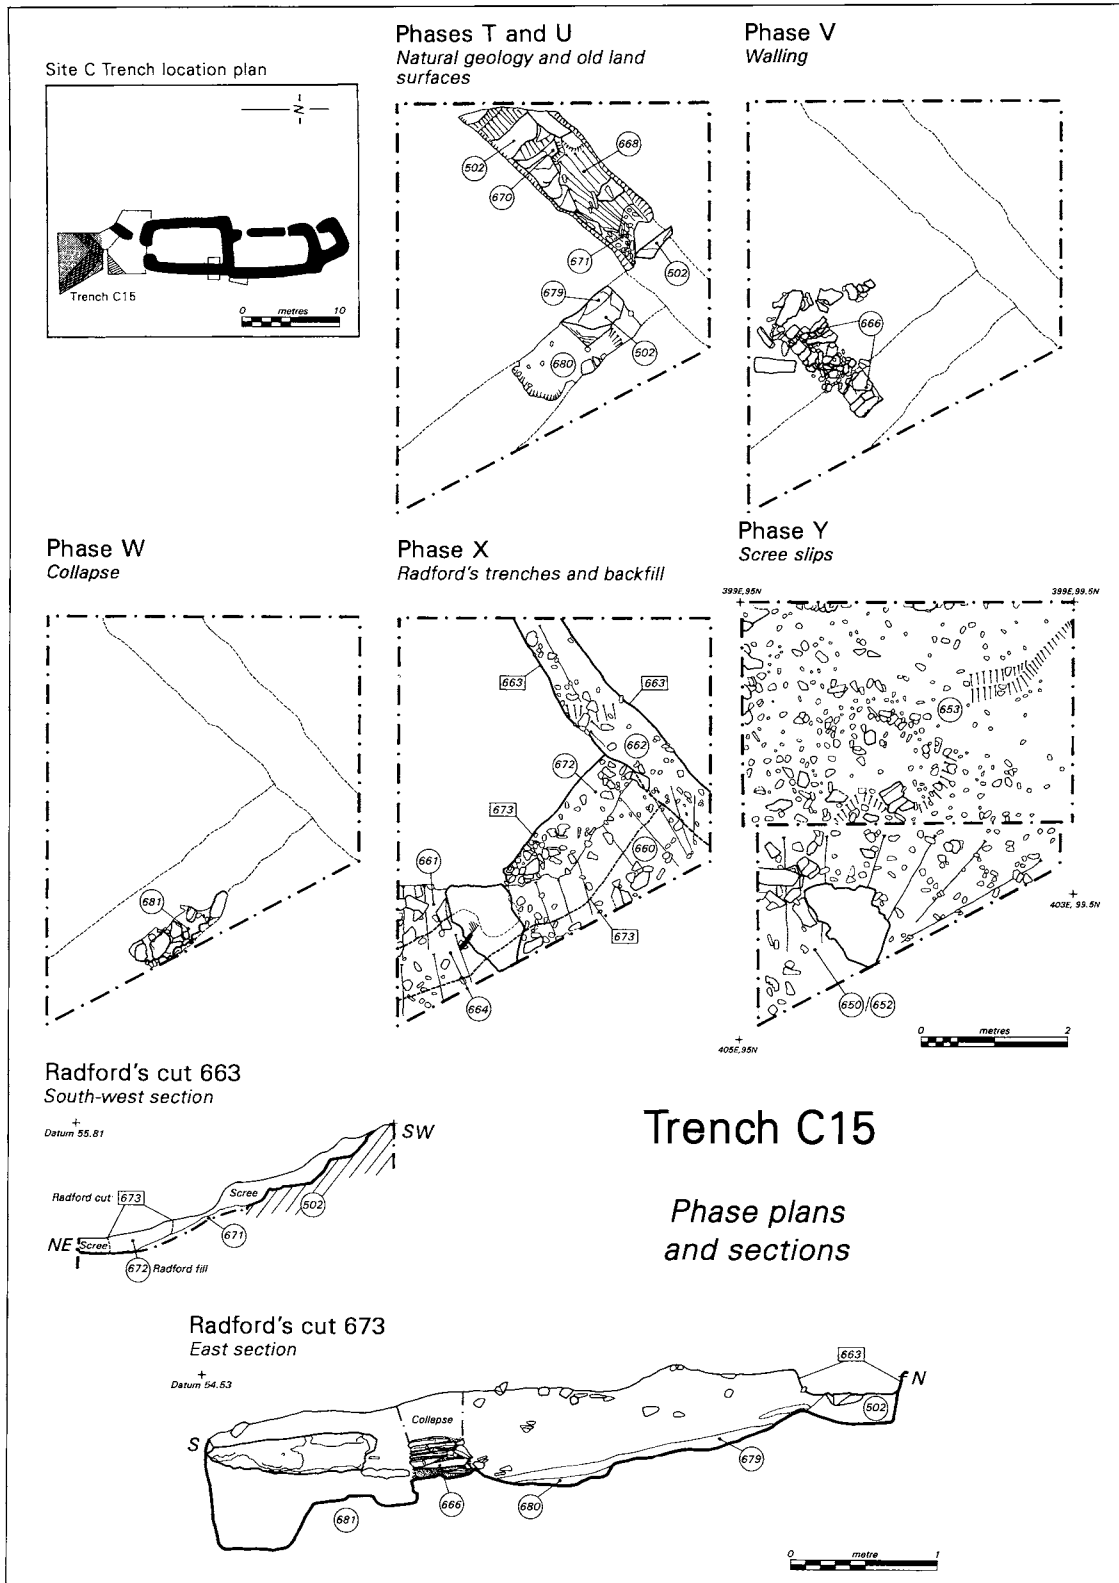 Site C Trench location plan
N
Trench C15
0 metres 10
Phases T and U
Natural geology and old land
surfaces
502
670
668
671
502
679
502
680
Phase V
Walling
666
Phase W
Collapse
681
Phase X
Radford's trenches and backfill
663
663
662
672
673
660
661
673
664
Phase Y
Scree slips
399E,95N
399E,99.5N
653
403E, 99.5N
650/652
405E,95N
0 metres 2
Radford's cut 663
South-west section
Datum 55.81
SW
Radford cut 673
Scree
502
671
NE
Scree
672 Radford fill
Trench C15
Phase plans
and sections
Radford's cut 673
East section
Datum 54.53
663
N
502
Collapse
S
679
680
666
681
0 metre 1